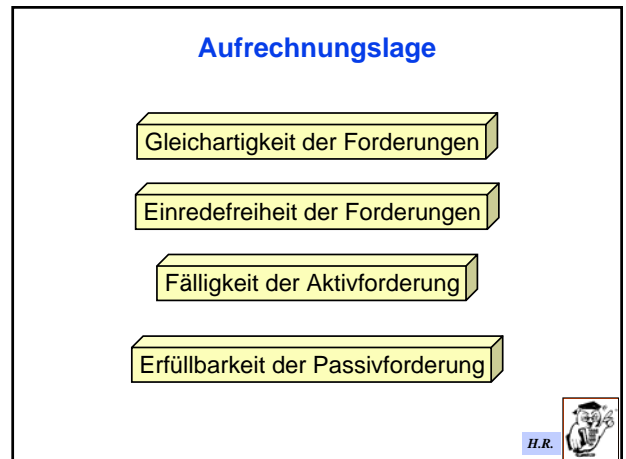 Aufrechnungslage
Gleichartigkeit der Forderungen
Einredefreiheit der Forderungen
Fälligkeit der Aktivforderung
Erfüllbarkeit der Passivforderung
H.R.